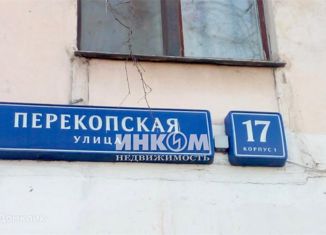 ПЕРЕКОПСКАЯ
УЛИЦА
17
КОРПУС 1
ИНКОМ
НЕДВИЖИМОСТЬ